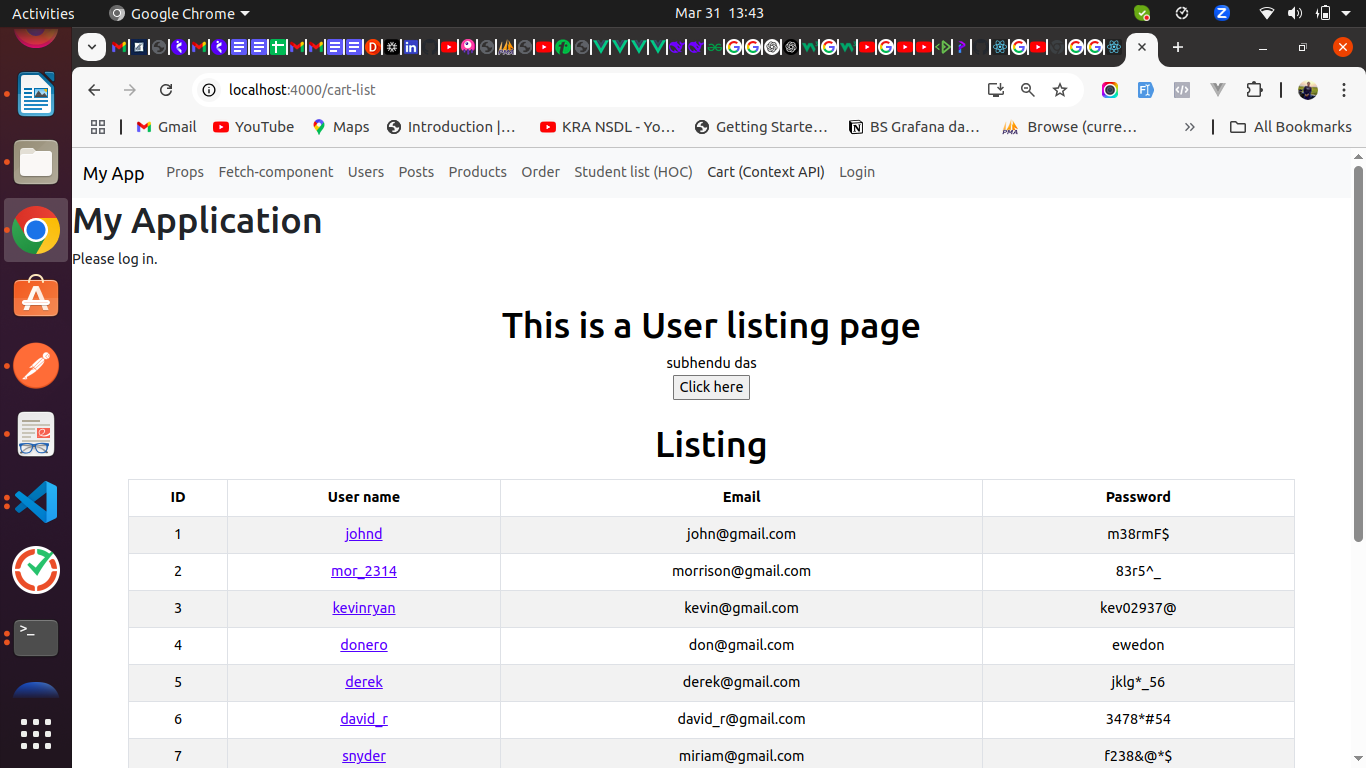 Activities Google Chrome Mar 31 13:43
localhost:4000/cart-list
Gmail YouTube Maps Introduction |... KRA NSDL - Yo... Getting Starte... BS Grafana da... Browse (curre... » All Bookmarks
My App Props Fetch-component Users Posts Products Order Student list (HOC) Cart (Context API) Login
My Application
Please log in.
This is a User listing page
subhendu das
Click here
Listing
ID User name Email Password
1 johnd john@gmail.com m38rmF$
2 mor_2314 morrison@gmail.com 83r5^_
3 kevinryan kevin@gmail.com kev02937@
4 donero don@gmail.com ewedon
5 derek derek@gmail.com jklg*_56
6 david_r david_r@gmail.com 3478*#54
7 snyder miriam@gmail.com f238&@*$